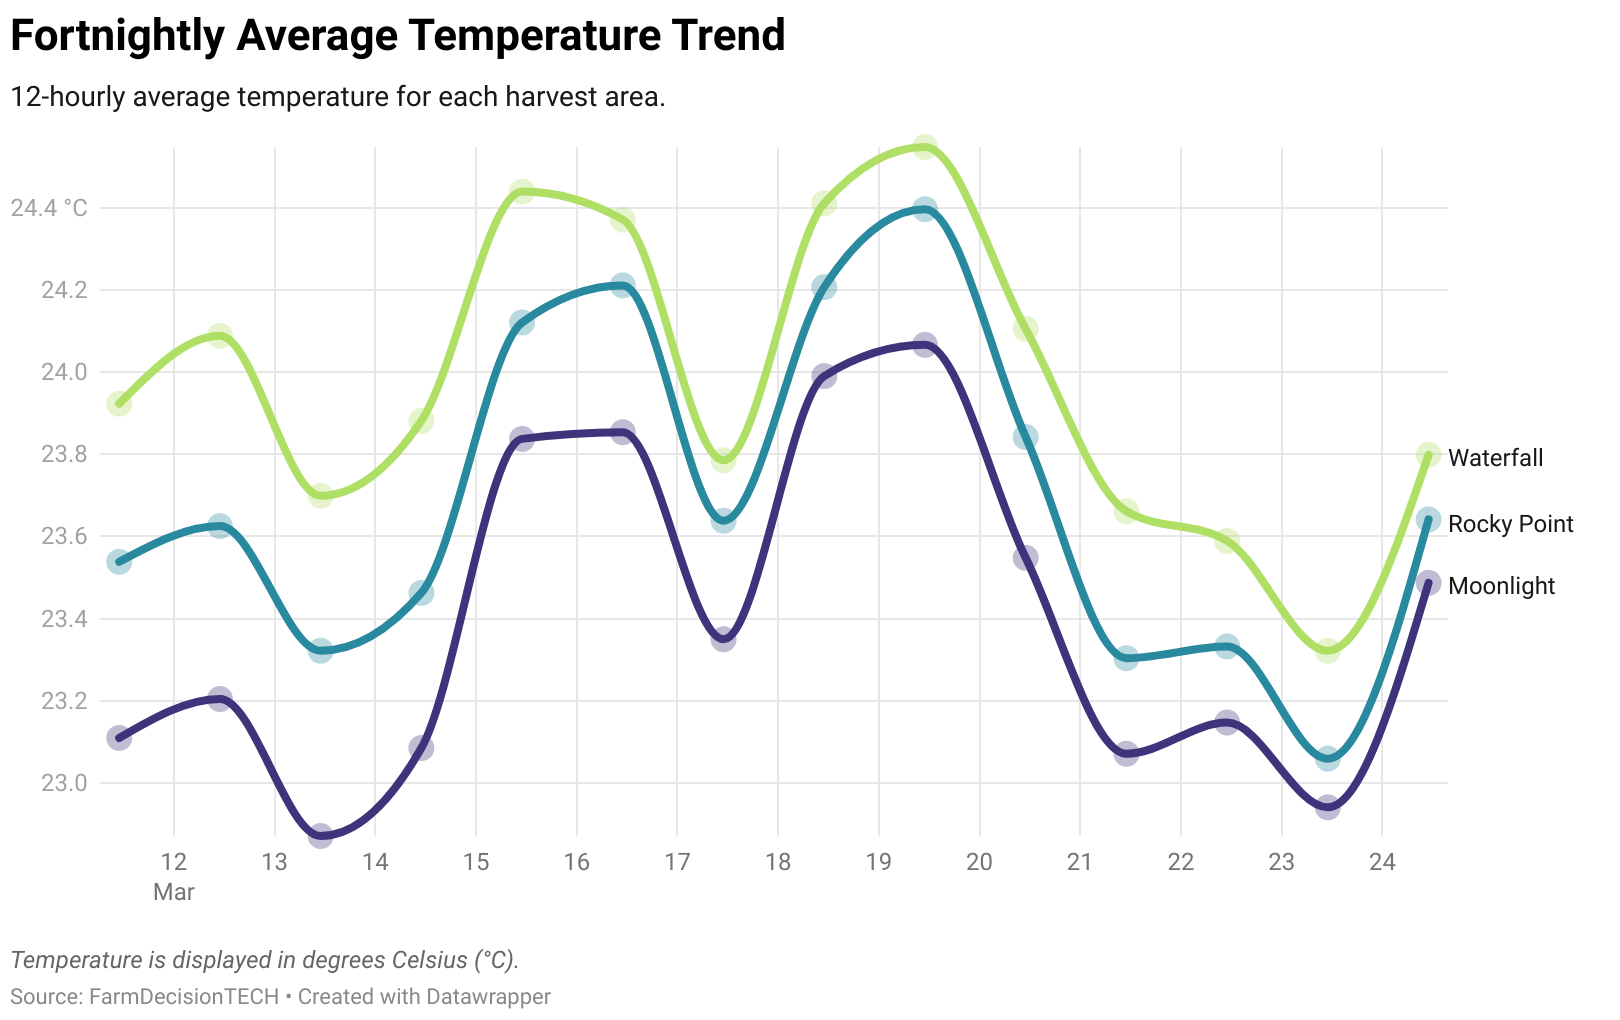 Fortnightly Average Temperature Trend
12-hourly average temperature for each harvest area.
24.4 °C
24.2
24.0
23.8
23.6
23.4
23.2
23.0
Waterfall
Rocky Point
Moonlight
12 13 14 15 16 17 18 19 20 21 22 23 24
Mar
Temperature is displayed in degrees Celsius (°C).
Source: FarmDecisionTECH • Created with Datawrapper